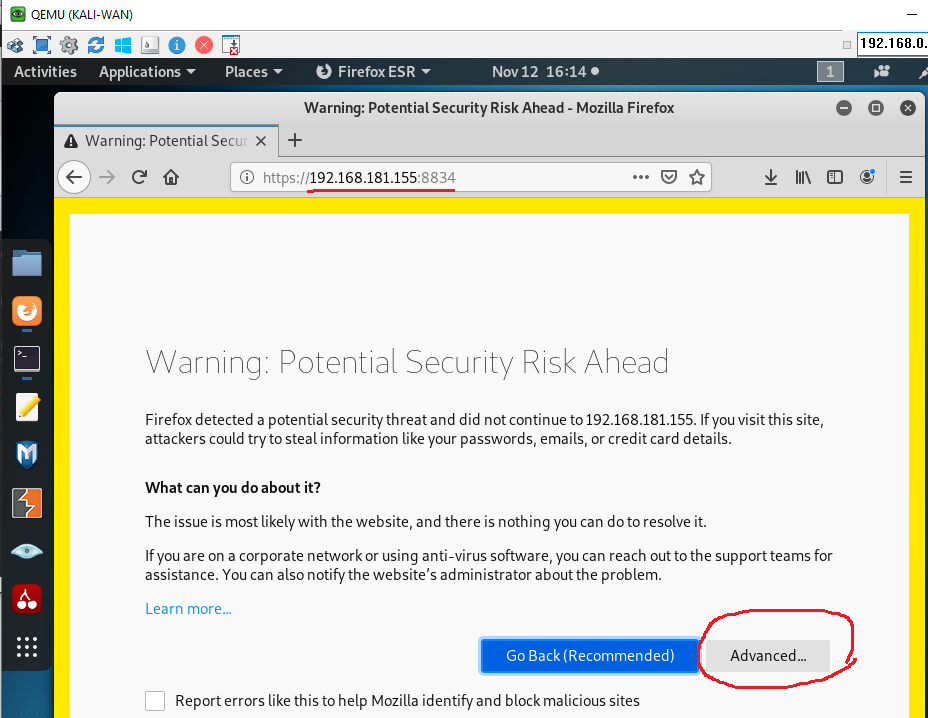 QEMU (KALI-WAN)
192.168.0.
Activities Applications Places Firefox ESR Nov 12 16:14 1
Warning: Potential Security Risk Ahead - Mozilla Firefox
Warning: Potential Secur
https://192.168.181.155:8834
Warning: Potential Security Risk Ahead
Firefox detected a potential security threat and did not continue to 192.168.181.155. If you visit this site,
attackers could try to steal information like your passwords, emails, or credit card details.
What can you do about it?
The issue is most likely with the website, and there is nothing you can do to resolve it.
If you are on a corporate network or using anti-virus software, you can reach out to the support teams for
assistance. You can also notify the website’s administrator about the problem.
Learn more...
Go Back (Recommended) Advanced...
Report errors like this to help Mozilla identify and block malicious sites